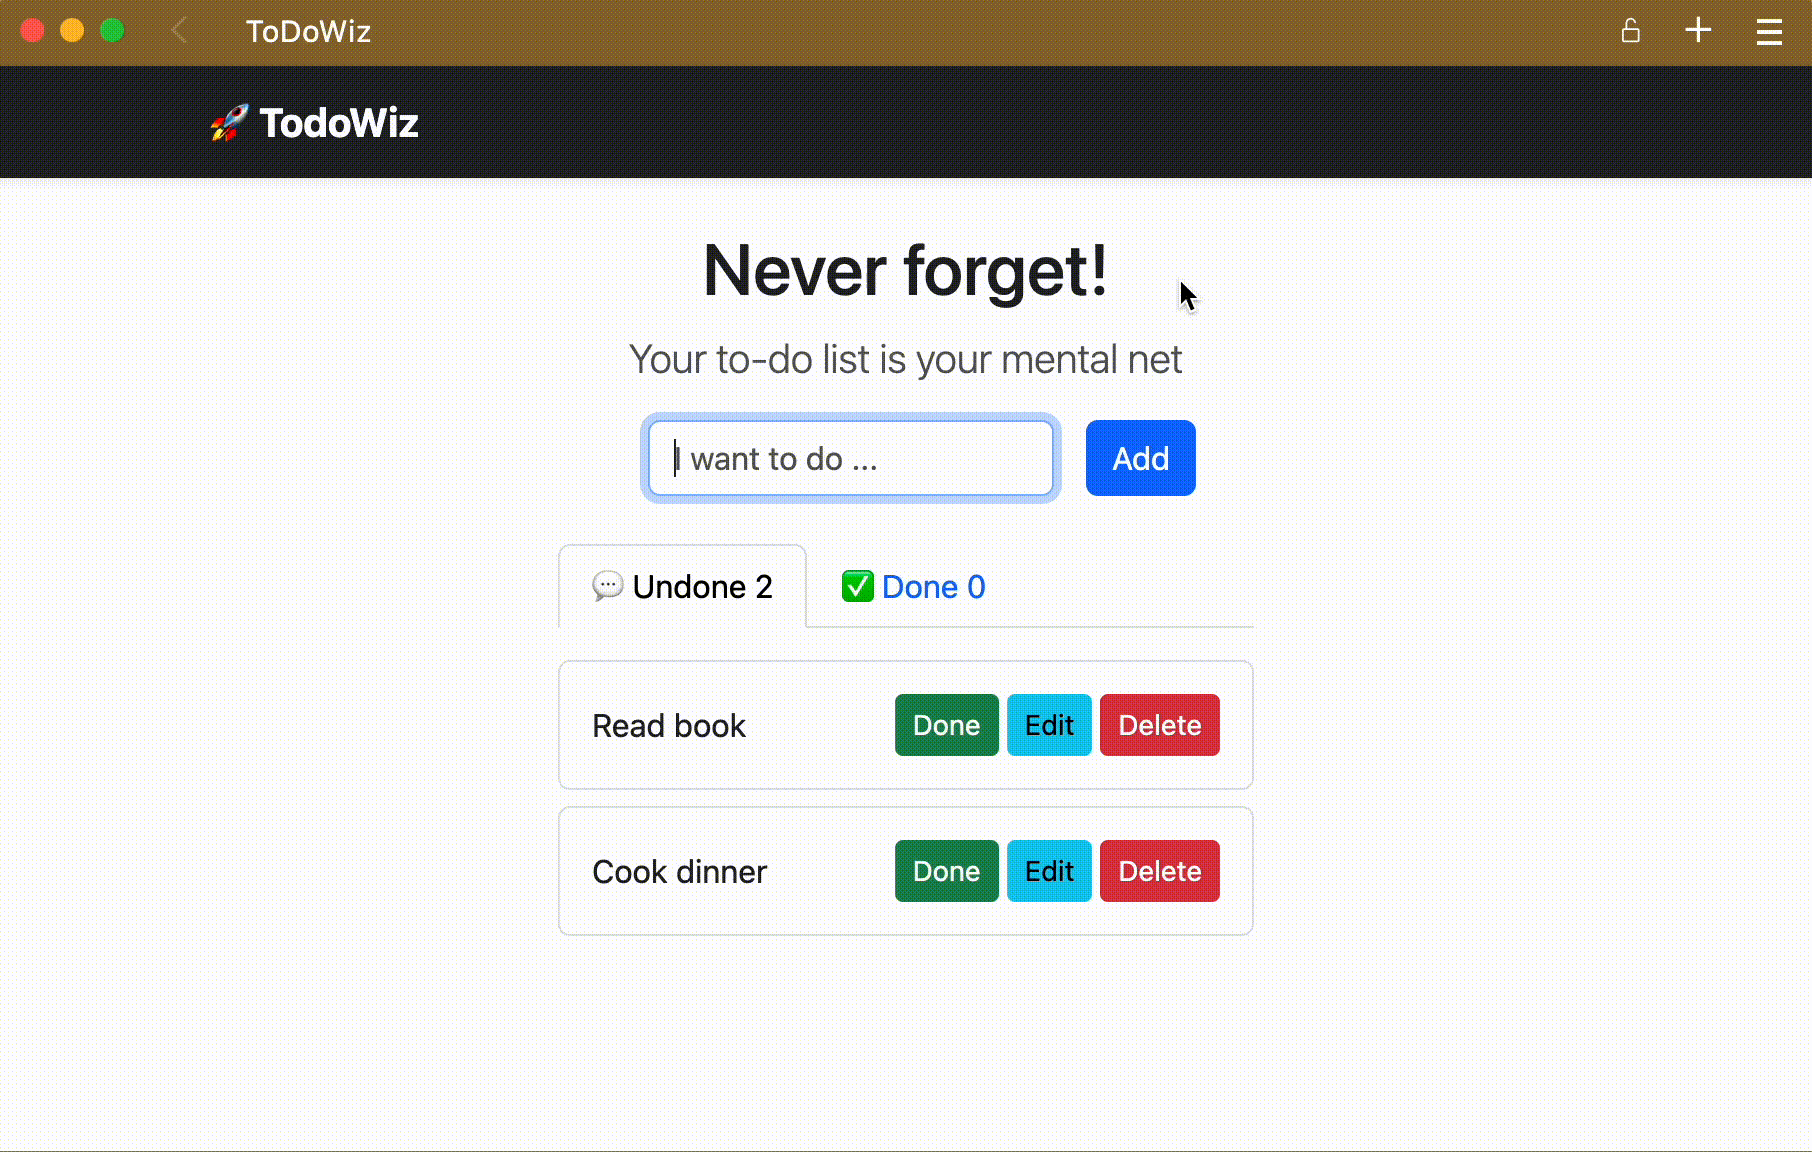 ToDoWiz
🚀 TodoWiz
Never forget!
Your to-do list is your mental net
I want to do ...
Add
💬 Undone 2
✅ Done 0
Read book
Done
Edit
Delete
Cook dinner
Done
Edit
Delete